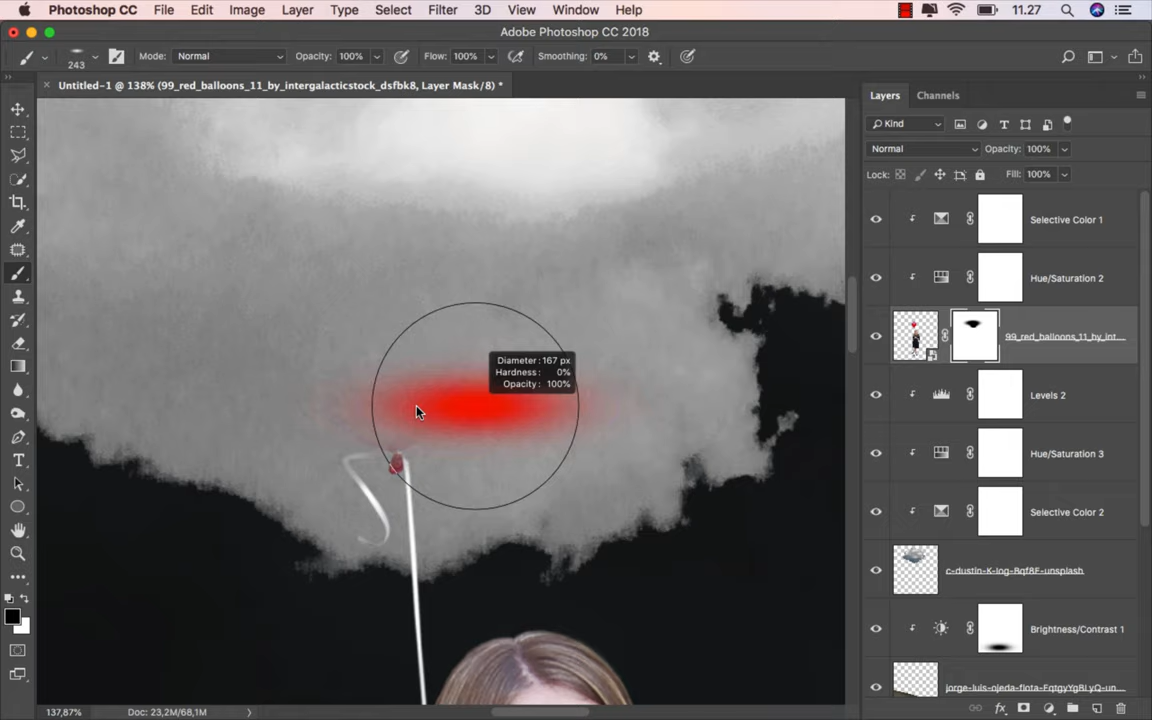 Photoshop CC File Edit Image Layer Type Select Filter 3D View Window Help 11.27
Adobe Photoshop CC 2018
243 Mode: Normal Opacity: 100% Flow: 100% Smoothing: 0%
× Untitled-1 @ 138% (99_red_balloons_11_by_intergalacticstock_dsfbk8, Layer Mask/8) *
Layers Channels
Kind
Normal Opacity: 100%
Lock: Fill: 100%
Selective Color 1
Hue/Saturation 2
99_red_balloons_11_by_int...
Diameter: 167 px
Hardness: 0%
Opacity: 100%
Levels 2
Hue/Saturation 3
Selective Color 2
Brightness/Contrast 1
137,87% Doc: 23,2M/68,1M